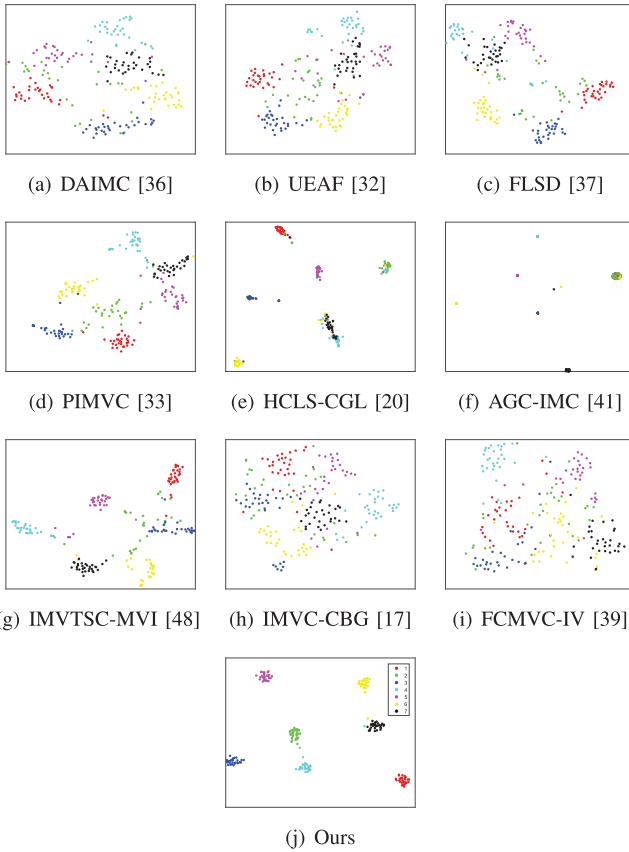 (a) DAIMC [36]
(b) UEAF [32]
(c) FLSD [37]
(d) PIMVC [33]
(e) HCLS-CGL [20]
(f) AGC-IMC [41]
(g) IMVTSC-MVI [48]
(h) IMVC-CBG [17]
(i) FCMVC-IV [39]
1
2
3
4
5
6
7
(j) Ours